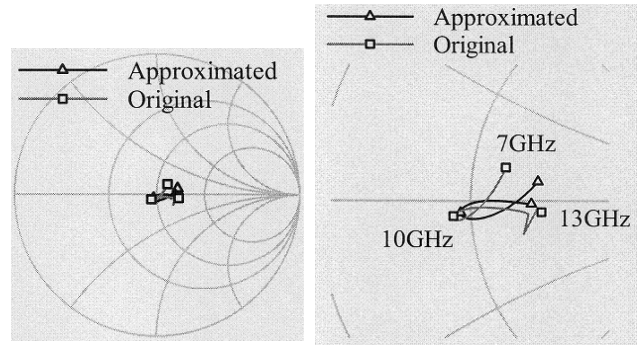 Approximated
Original
Approximated
Original
7GHz
10GHz
13GHz